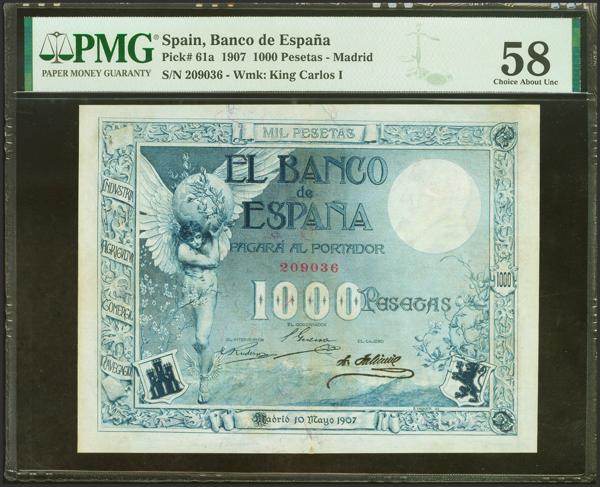 PMG
PAPER MONEY GUARANTY
Spain, Banco de España
Pick# 61a 1907 1000 Pesetas - Madrid
S/N 209036 - Wmk: King Carlos I
58
Choice About Unc
MIL PESETAS
EL BANCO
DE
ESPAÑA
PAGARÁ AL PORTADOR
209036
1000 PESETAS
INDUSTRIA
AGRICULTURA
COMERCIO
1000
EL GOBERNADOR
EL INTERVENTOR
EL CAJERO
Madrid 10 Mayo 1907